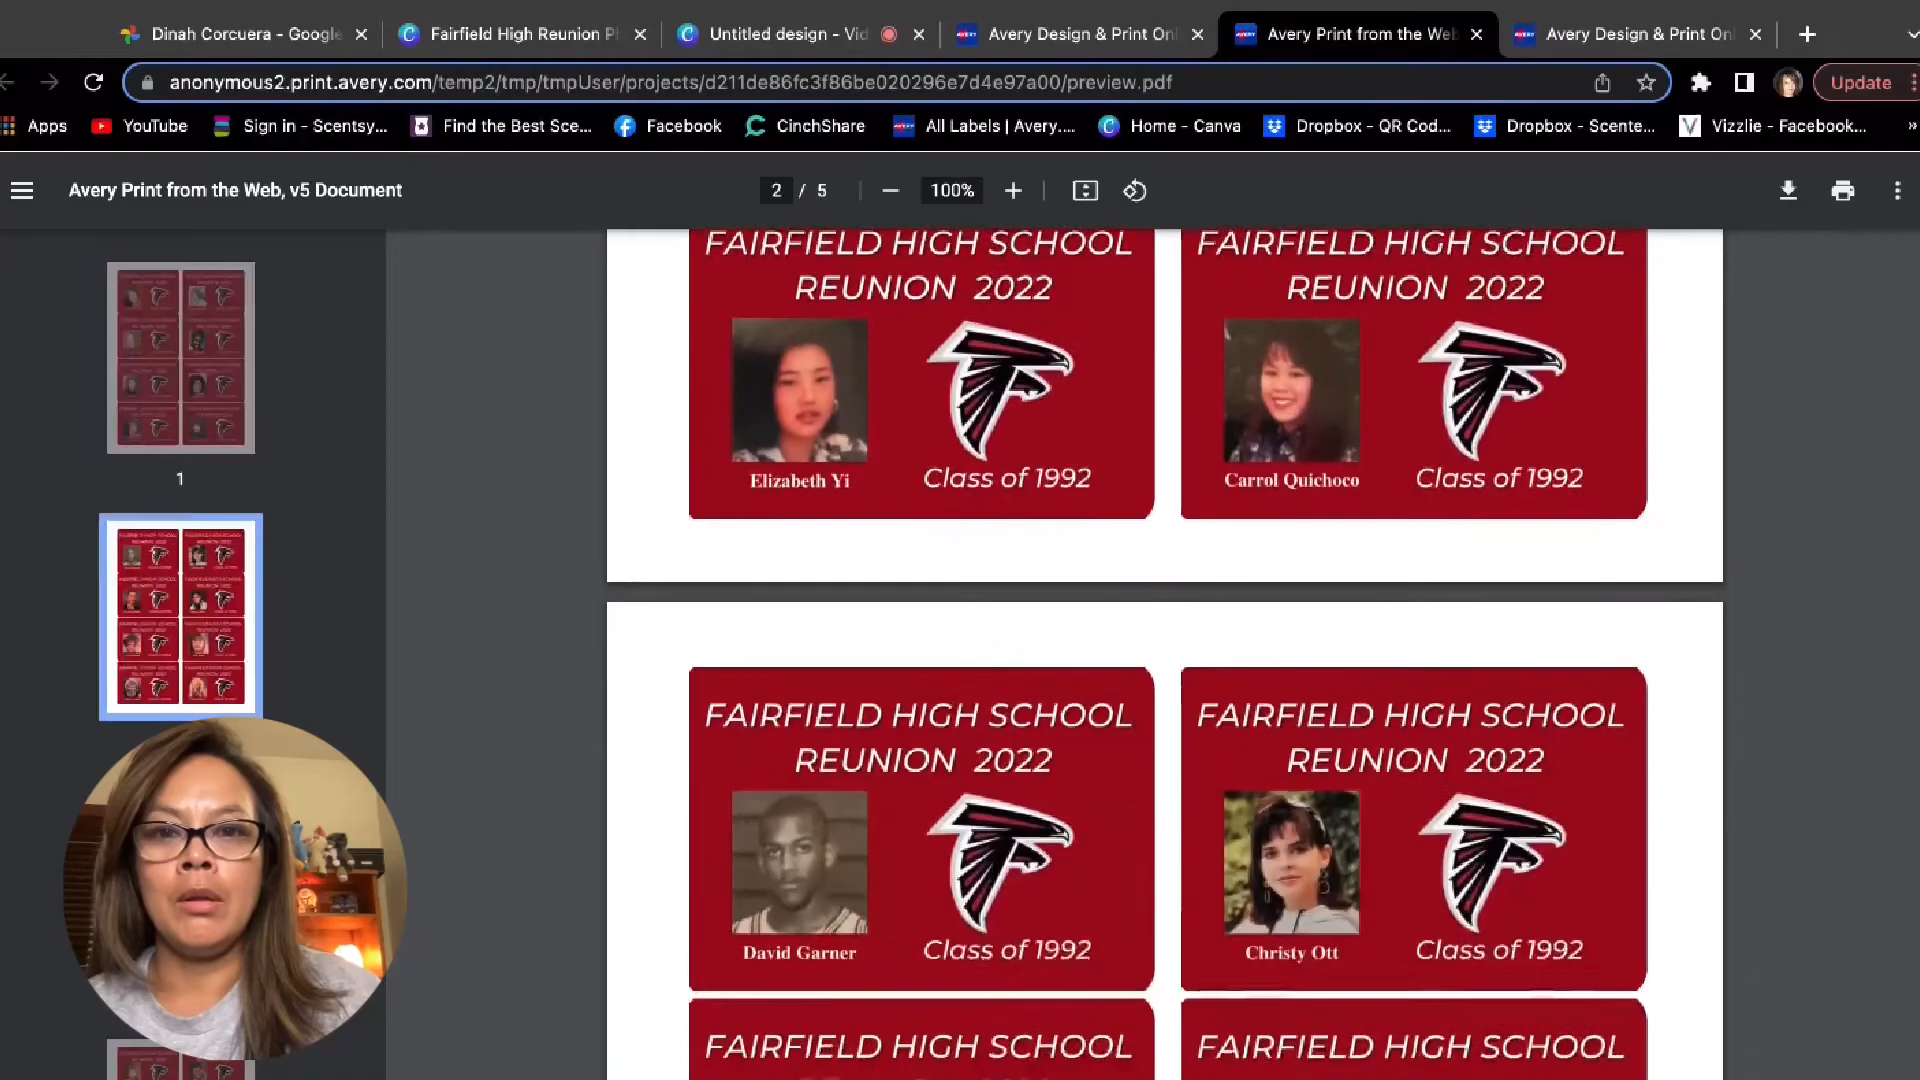 Dinah Corcuera - Google
Fairfield High Reunion P
Untitled design - Vid
Avery Design & Print Onl
Avery Print from the Web
Avery Design & Print Onl
anonymous2.print.avery.com/temp2/tmp/tmpUser/projects/d211de86fc3f86be020296e7d4e97a00/preview.pdf
Update
Apps
YouTube
Sign in - Scentsy...
Find the Best Sce...
Facebook
CinchShare
All Labels | Avery....
Home - Canva
Dropbox - QR Cod...
Dropbox - Scente...
Vizzlie - Facebook...
Avery Print from the Web, v5 Document
2 / 5
100%
1
FAIRFIELD HIGH SCHOOL
REUNION 2022
Elizabeth Yi
Class of 1992
FAIRFIELD HIGH SCHOOL
REUNION 2022
Carrol Quichoco
Class of 1992
FAIRFIELD HIGH SCHOOL
REUNION 2022
David Garner
Class of 1992
FAIRFIELD HIGH SCHOOL
REUNION 2022
Christy Ott
Class of 1992
FAIRFIELD HIGH SCHOOL
FAIRFIELD HIGH SCHOOL